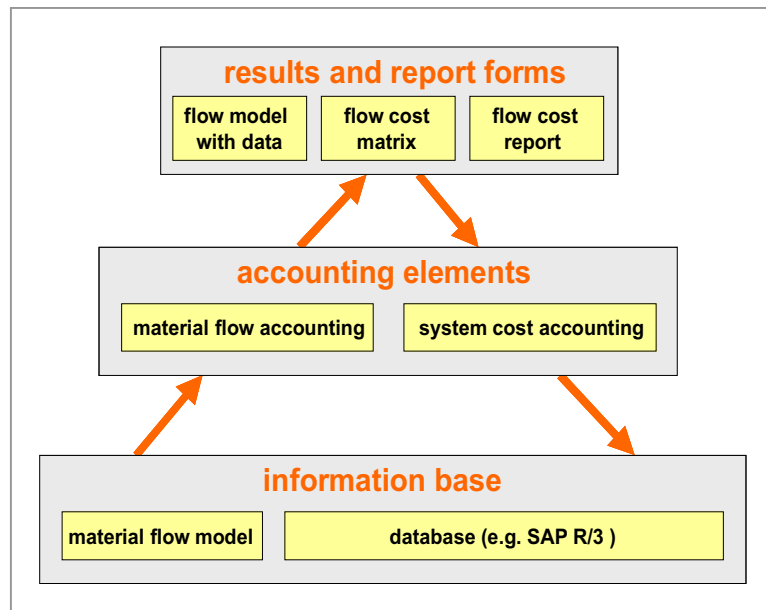 results and report forms
flow model
with data
flow cost
matrix
flow cost
report
accounting elements
material flow accounting
system cost accounting
information base
material flow model
database (e.g. SAP R/3 )